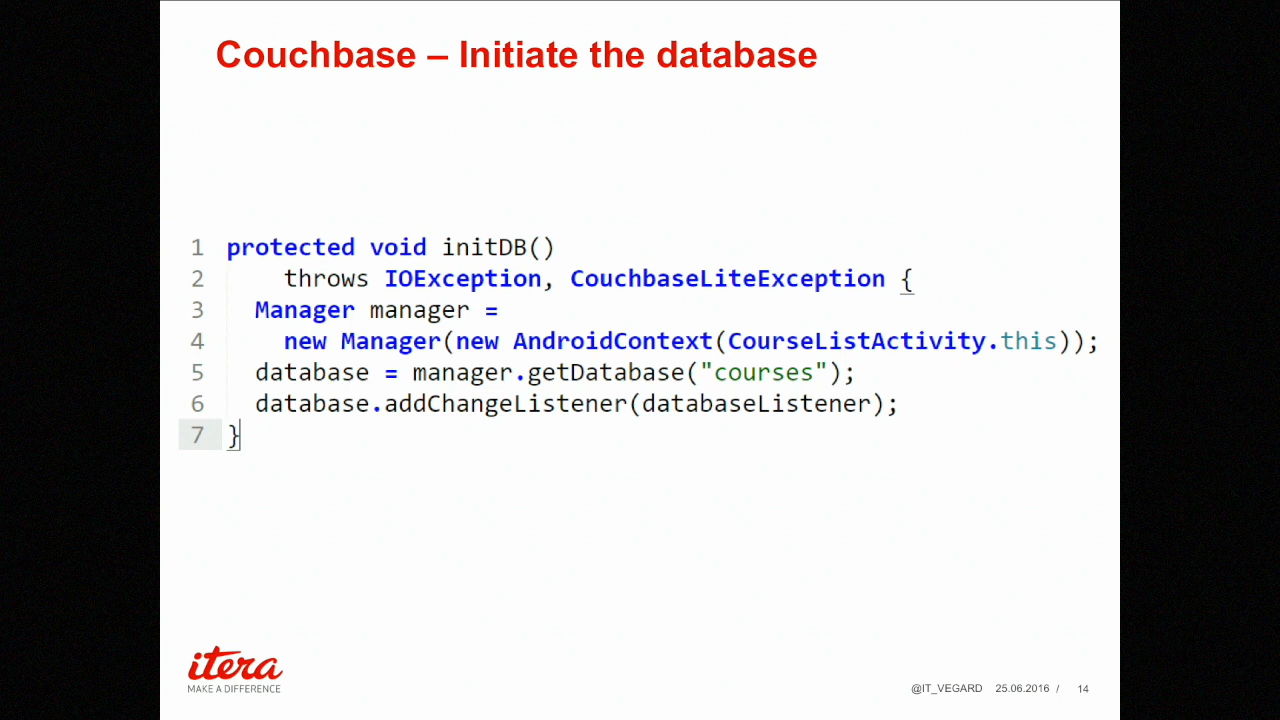 Couchbase – Initiate the database
1 protected void initDB()
2     throws IOException, CouchbaseLiteException {
3   Manager manager =
4     new Manager(new AndroidContext(CourseListActivity.this));
5   database = manager.getDatabase("courses");
6   database.addChangeListener(databaseListener);
7 }
itera
MAKE A DIFFERENCE
@IT_VEGARD 25.06.2016 / 14